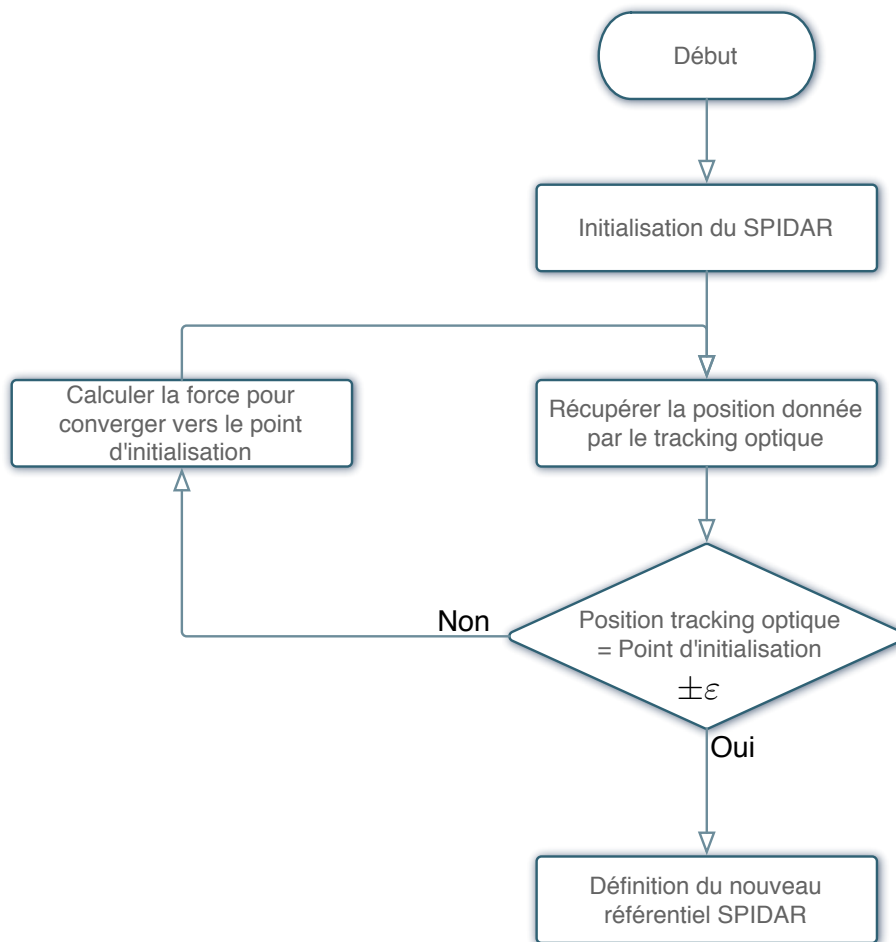 Début
Initialisation du SPIDAR
Calculer la force pour
converger vers le point
d'initialisation
Récupérer la position donnée
par le tracking optique
Non
Position tracking optique
= Point d'initialisation
±ε
Oui
Définition du nouveau
référentiel SPIDAR